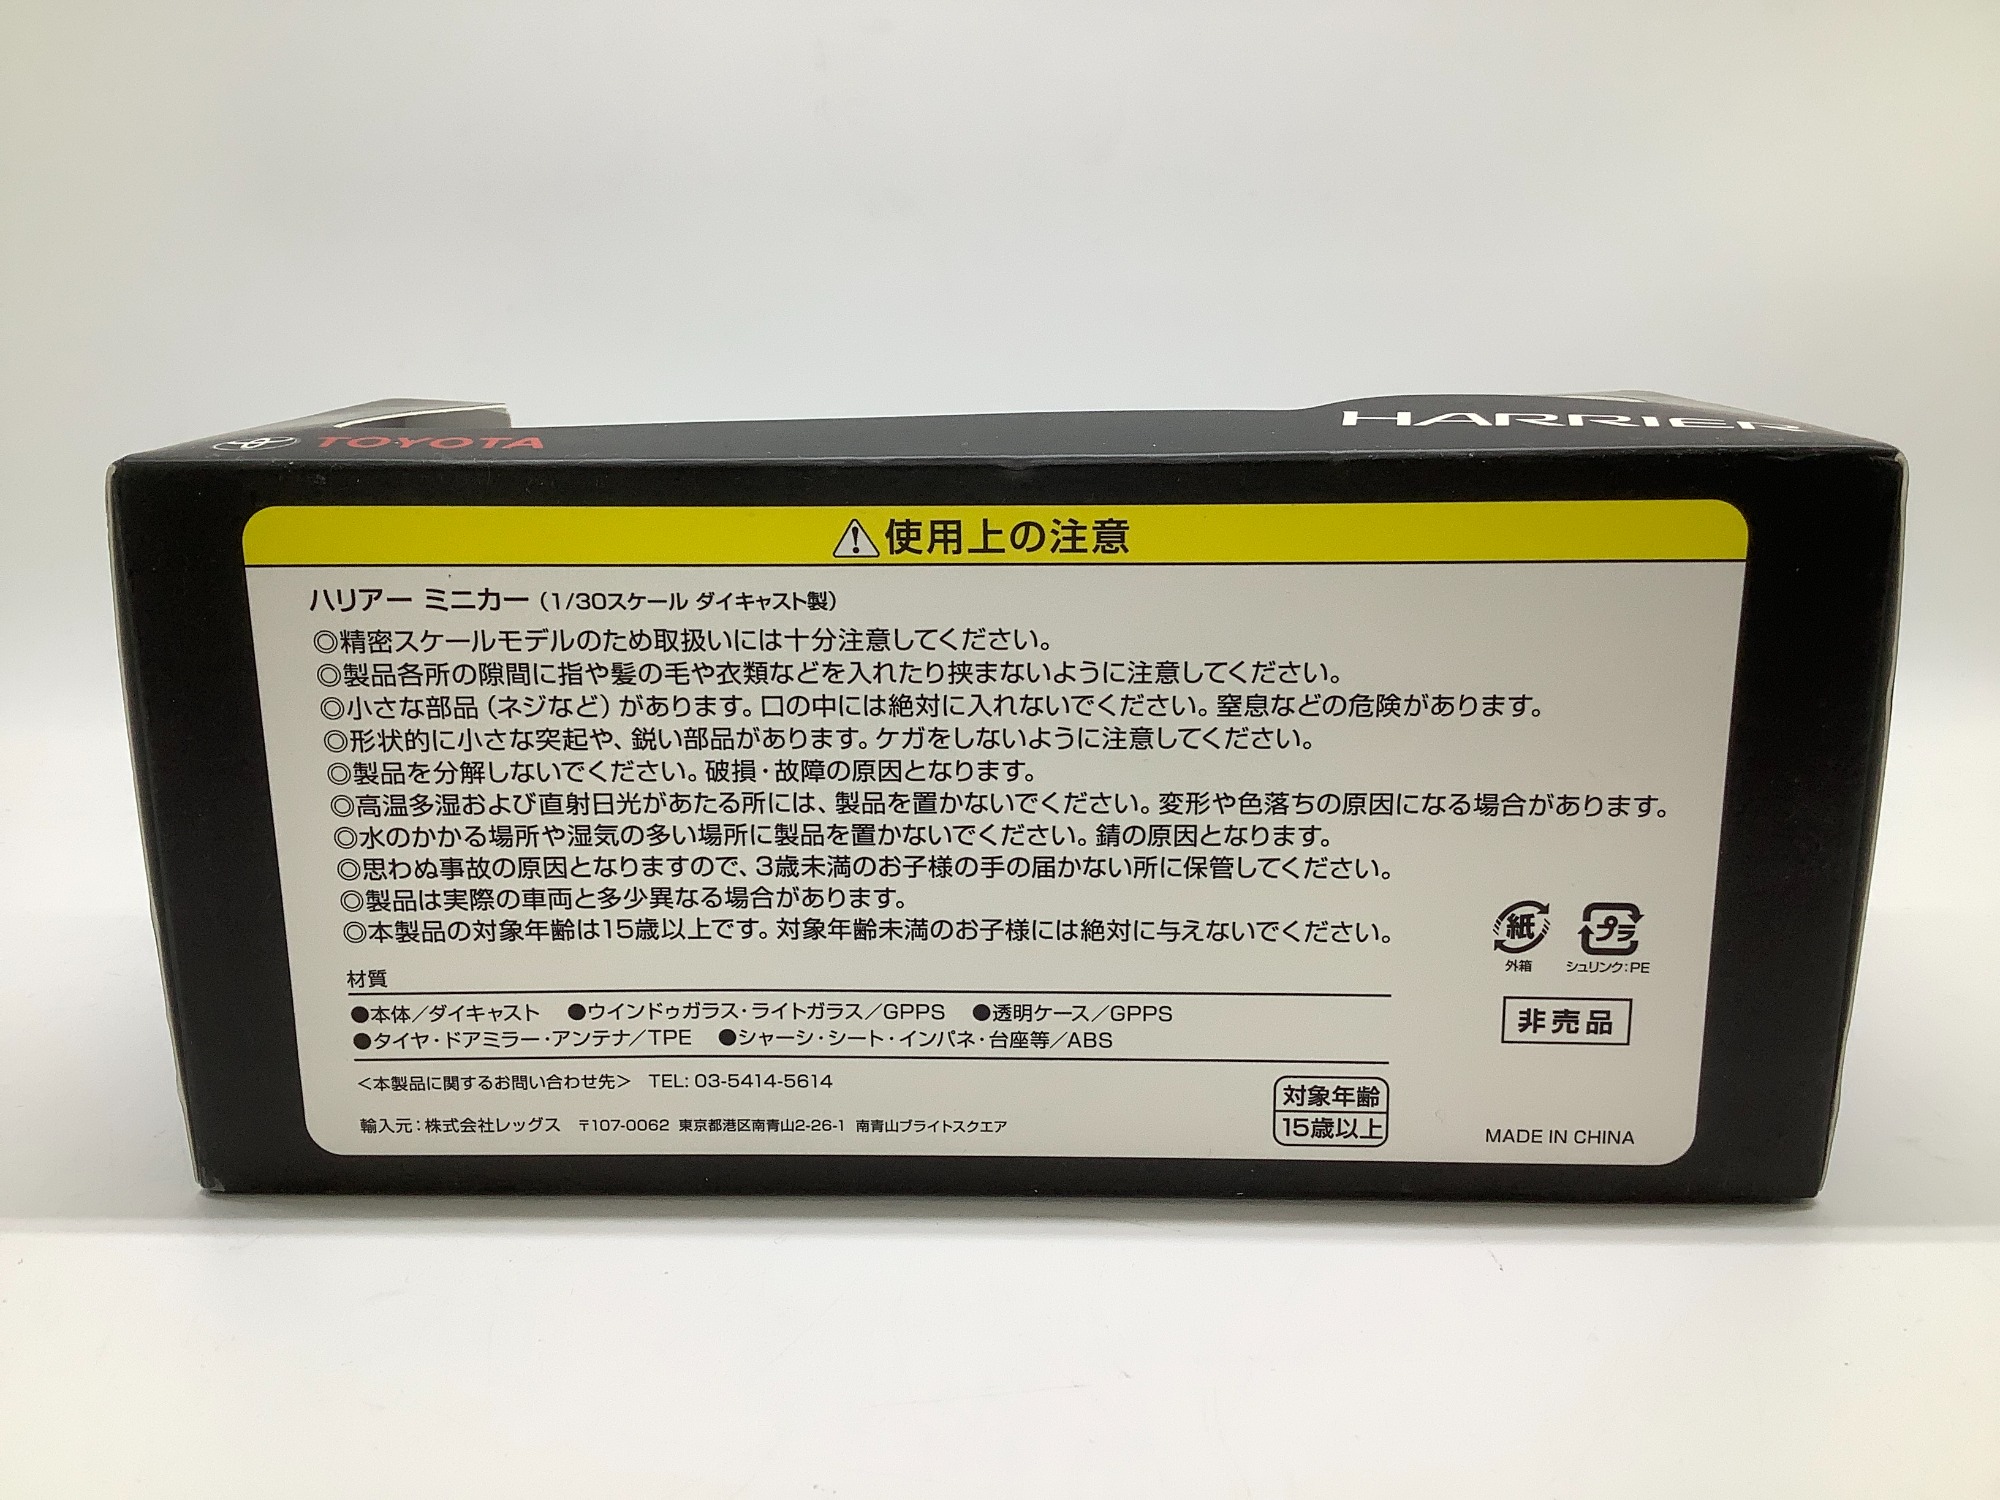 TOYOTA
HARRIER
使用上の注意
ハリアー ミニカー（1/30スケール ダイキャスト製）
◎精密スケールモデルのため取扱いには十分注意してください。
◎製品各所の隙間に指や髪の毛や衣類などを入れたり挟まないように注意してください。
◎小さな部品（ネジなど）があります。口の中には絶対に入れないでください。窒息などの危険があります。
◎形状的に小さな突起や、鋭い部品があります。ケガをしないように注意してください。
◎製品を分解しないでください。破損・故障の原因となります。
◎高温多湿および直射日光があたる所には、製品を置かないでください。変形や色落ちの原因になる場合があります。
◎水のかかる場所や湿気の多い場所に製品を置かないでください。錆の原因となります。
◎思わぬ事故の原因となりますので、3歳未満のお子様の手の届かない所に保管してください。
◎製品は実際の車両と多少異なる場合があります。
◎本製品の対象年齢は15歳以上です。対象年齢未満のお子様には絶対に与えないでください。
紙 プラ
外箱 シュリンク：PE
材質
●本体／ダイキャスト ●ウインドゥガラス・ライトガラス／GPPS ●透明ケース／GPPS
●タイヤ・ドアミラー・アンテナ／TPE ●シャーシ・シート・インパネ・台座等／ABS
非売品
＜本製品に関するお問い合わせ先＞ TEL: 03-5414-5614
輸入元：株式会社レッグス 〒107-0062 東京都港区南青山2-26-1 南青山ブライトスクエア
対象年齢
15歳以上
MADE IN CHINA